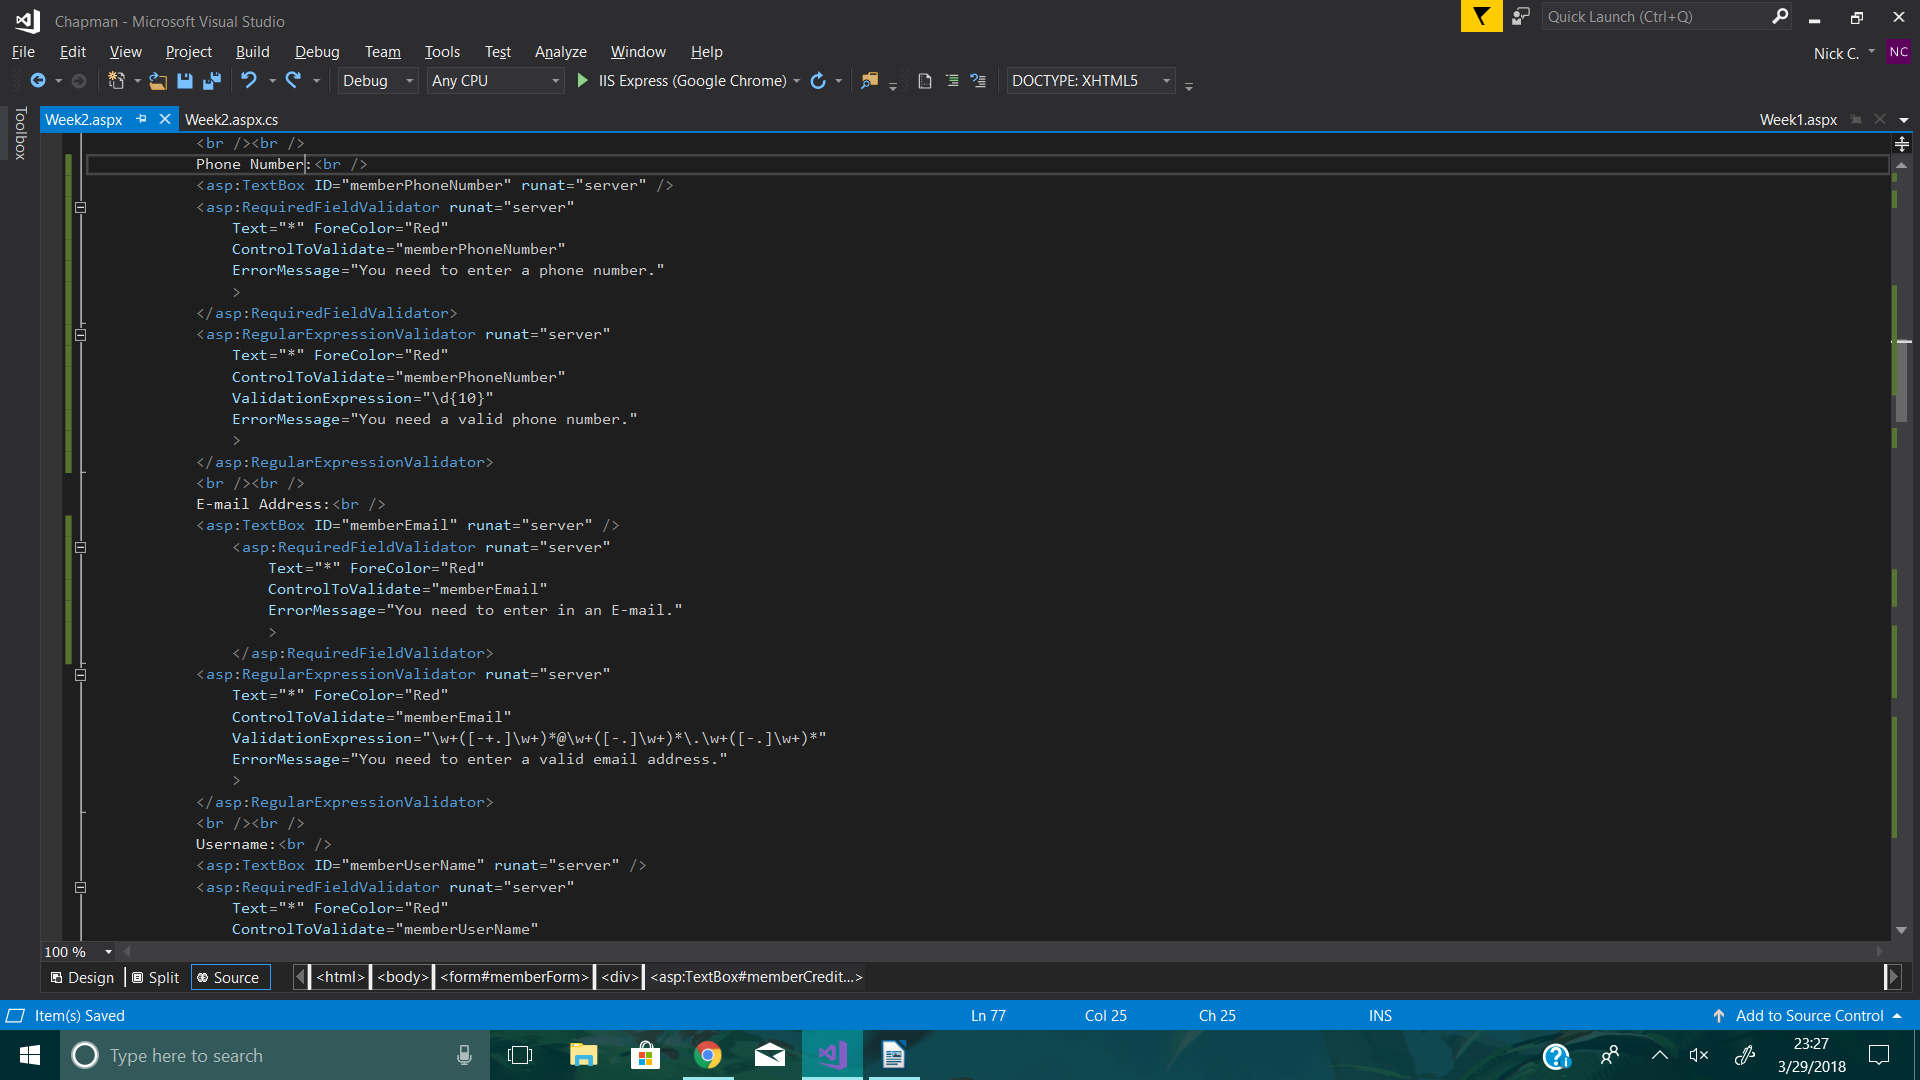 Chapman - Microsoft Visual Studio
Quick Launch (Ctrl+Q)
File Edit View Project Build Debug Team Tools Test Analyze Window Help
Nick C. NC
Debug Any CPU IIS Express (Google Chrome) DOCTYPE: XHTML5
Toolbox
Week2.aspx Week2.aspx.cs Week1.aspx
<br /><br />
Phone Number:<br />
<asp:TextBox ID="memberPhoneNumber" runat="server" />
<asp:RequiredFieldValidator runat="server"
Text="*" ForeColor="Red"
ControlToValidate="memberPhoneNumber"
ErrorMessage="You need to enter a phone number."
>
</asp:RequiredFieldValidator>
<asp:RegularExpressionValidator runat="server"
Text="*" ForeColor="Red"
ControlToValidate="memberPhoneNumber"
ValidationExpression="\d{10}"
ErrorMessage="You need a valid phone number."
>
</asp:RegularExpressionValidator>
<br /><br />
E-mail Address:<br />
<asp:TextBox ID="memberEmail" runat="server" />
<asp:RequiredFieldValidator runat="server"
Text="*" ForeColor="Red"
ControlToValidate="memberEmail"
ErrorMessage="You need to enter in an E-mail."
>
</asp:RequiredFieldValidator>
<asp:RegularExpressionValidator runat="server"
Text="*" ForeColor="Red"
ControlToValidate="memberEmail"
ValidationExpression="\w+([-+.]\w+)*@\w+([-.]\w+)*\.\w+([-.]\w+)*"
ErrorMessage="You need to enter a valid email address."
>
</asp:RegularExpressionValidator>
<br /><br />
Username:<br />
<asp:TextBox ID="memberUserName" runat="server" />
<asp:RequiredFieldValidator runat="server"
Text="*" ForeColor="Red"
ControlToValidate="memberUserName"
100 %
Design Split Source <html> <body> <form#memberForm> <div> <asp:TextBox#memberCredit...>
Item(s) Saved Ln 77 Col 25 Ch 25 INS Add to Source Control
Type here to search
23:27
3/29/2018